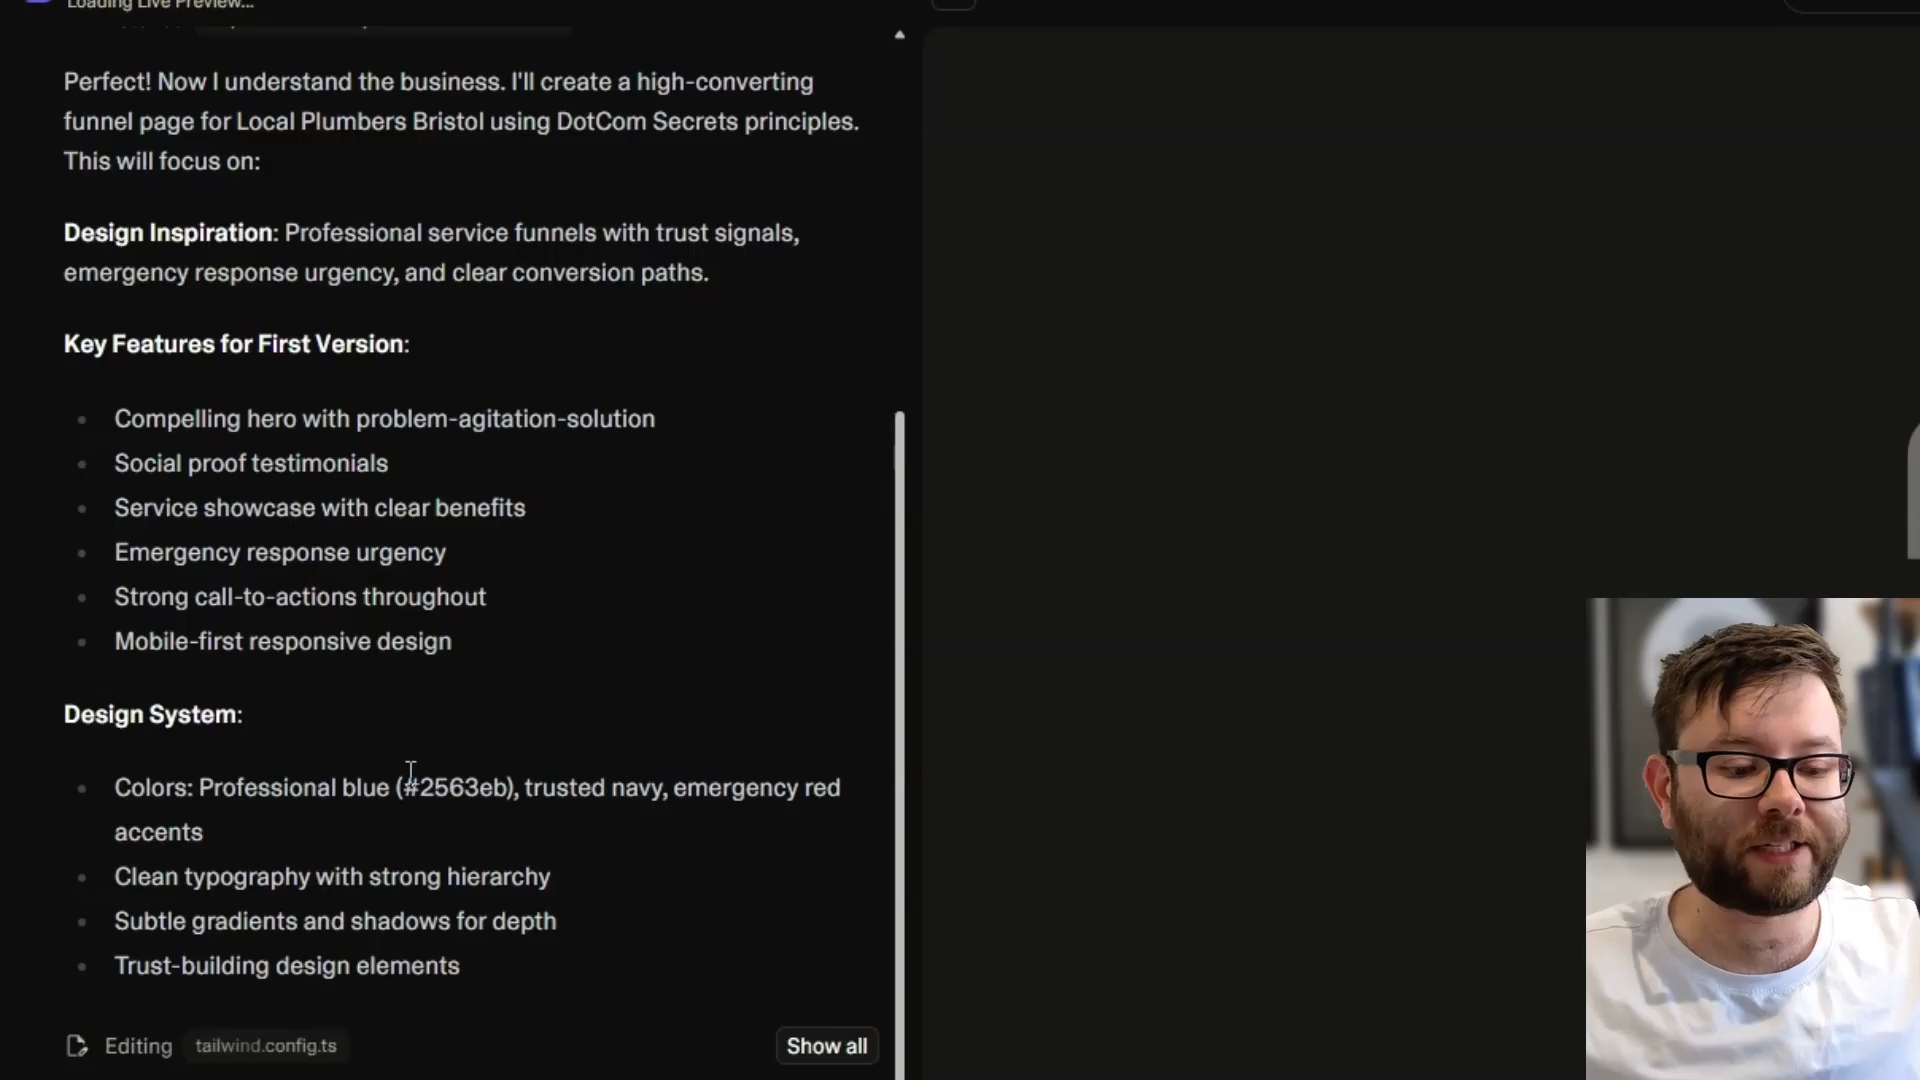 Loading Live Preview...
Perfect! Now I understand the business. I'll create a high-converting
funnel page for Local Plumbers Bristol using DotCom Secrets principles.
This will focus on:
Design Inspiration: Professional service funnels with trust signals,
emergency response urgency, and clear conversion paths.
Key Features for First Version:
Compelling hero with problem-agitation-solution
Social proof testimonials
Service showcase with clear benefits
Emergency response urgency
Strong call-to-actions throughout
Mobile-first responsive design
Design System:
Colors: Professional blue (#2563eb), trusted navy, emergency red
accents
Clean typography with strong hierarchy
Subtle gradients and shadows for depth
Trust-building design elements
Editing tailwind.config.ts
Show all